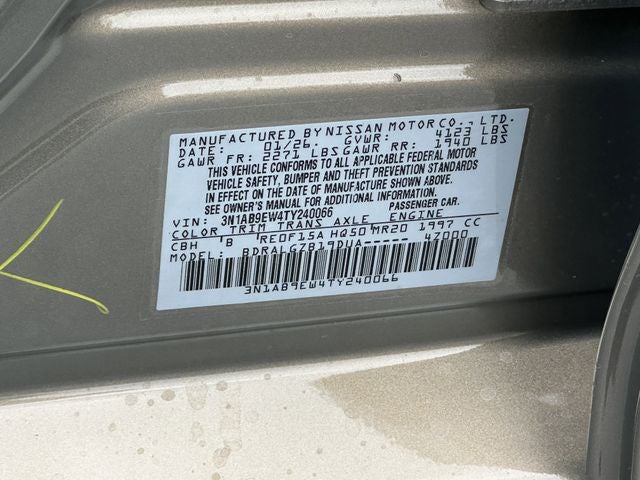 MANUFACTURED BY NISSAN MOTOR CO., LTD.
DATE: 01/26. GVWR: 4123 LBS
GAWR FR: 2271 LBS GAWR RR: 1940 LBS
THIS VEHICLE CONFORMS TO ALL APPLICABLE FEDERAL MOTOR
VEHICLE SAFETY, BUMPER AND THEFT PREVENTION STANDARDS
IN EFFECT ON THE DATE OF MANUFACTURE SHOWN ABOVE.
SEE OWNERS MANUAL FOR ADDITIONAL INFORMATION.
VIN: 3N1AB9EW4TY240066 PASSENGER CAR.
COLOR TRIM TRANS AXLE ENGINE
CBH B RE0F15A HQ50 MR20 1997 CC
MODEL: BDRALGZB19DUA----- 47000
3N1AB9EW4TY240066